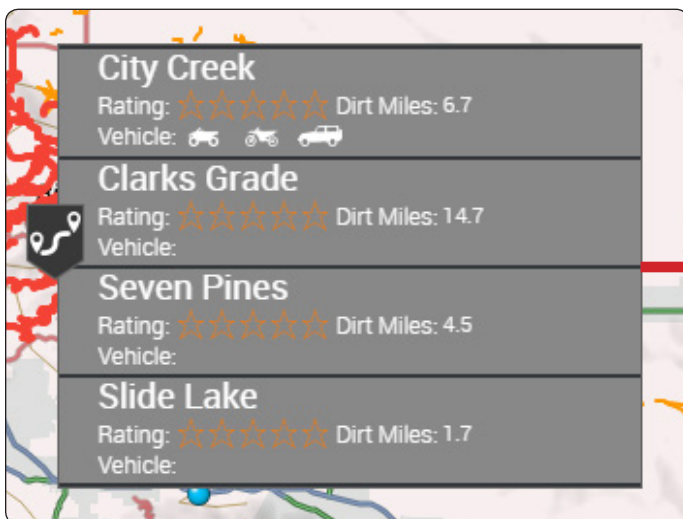 City Creek
Rating: Dirt Miles: 6.7
Vehicle:
Clarks Grade
Rating: Dirt Miles: 14.7
Vehicle:
Seven Pines
Rating: Dirt Miles: 4.5
Vehicle:
Slide Lake
Rating: Dirt Miles: 1.7
Vehicle: